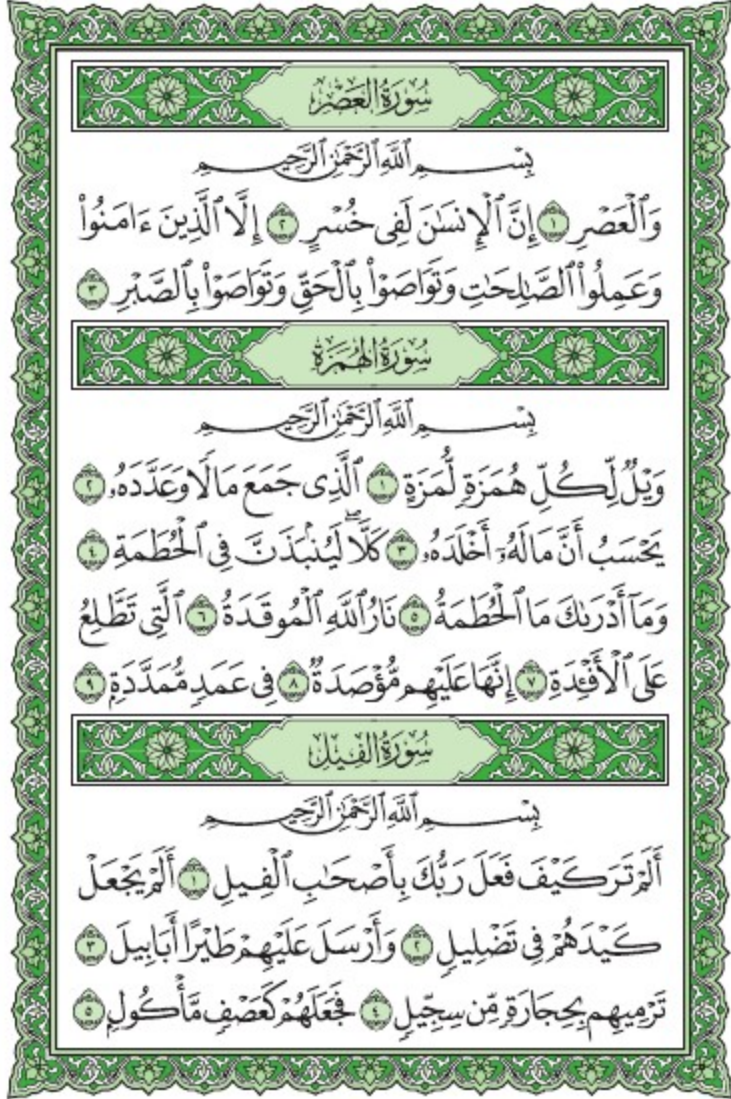 سُورَةُ العَصْرِ
بِسْمِ ٱللَّهِ ٱلرَّحْمَٰنِ ٱلرَّحِيمِ
وَٱلْعَصْرِ ١ إِنَّ ٱلْإِنسَٰنَ لَفِى خُسْرٍ ٢ إِلَّا ٱلَّذِينَ ءَامَنُوا۟
وَعَمِلُوا۟ ٱلصَّٰلِحَٰتِ وَتَوَاصَوْا۟ بِٱلْحَقِّ وَتَوَاصَوْا۟ بِٱلصَّبْرِ ٣
سُورَةُ الهُمَزَةِ
بِسْمِ ٱللَّهِ ٱلرَّحْمَٰنِ ٱلرَّحِيمِ
وَيْلٌ لِّكُلِّ هُمَزَةٍ لُّمَزَةٍ ١ ٱلَّذِى جَمَعَ مَالًا وَعَدَّدَهُۥ ٢
يَحْسَبُ أَنَّ مَالَهُۥٓ أَخْلَدَهُۥ ٣ كَلَّا ۖ لَيُنۢبَذَنَّ فِى ٱلْحُطَمَةِ ٤
وَمَآ أَدْرَىٰكَ مَا ٱلْحُطَمَةُ ٥ نَارُ ٱللَّهِ ٱلْمُوقَدَةُ ٦ ٱلَّتِى تَطَّلِعُ
عَلَى ٱلْأَفْـِٔدَةِ ٧ إِنَّهَا عَلَيْهِم مُّؤْصَدَةٌ ٨ فِى عَمَدٍ مُّمَدَّدَةٍۭ ٩
سُورَةُ الفِيلِ
بِسْمِ ٱللَّهِ ٱلرَّحْمَٰنِ ٱلرَّحِيمِ
أَلَمْ تَرَ كَيْفَ فَعَلَ رَبُّكَ بِأَصْحَٰبِ ٱلْفِيلِ ١ أَلَمْ يَجْعَلْ
كَيْدَهُمْ فِى تَضْلِيلٍ ٢ وَأَرْسَلَ عَلَيْهِمْ طَيْرًا أَبَابِيلَ ٣
تَرْمِيهِم بِحِجَارَةٍ مِّن سِجِّيلٍ ٤ فَجَعَلَهُمْ كَعَصْفٍ مَّأْكُولٍۭ ٥